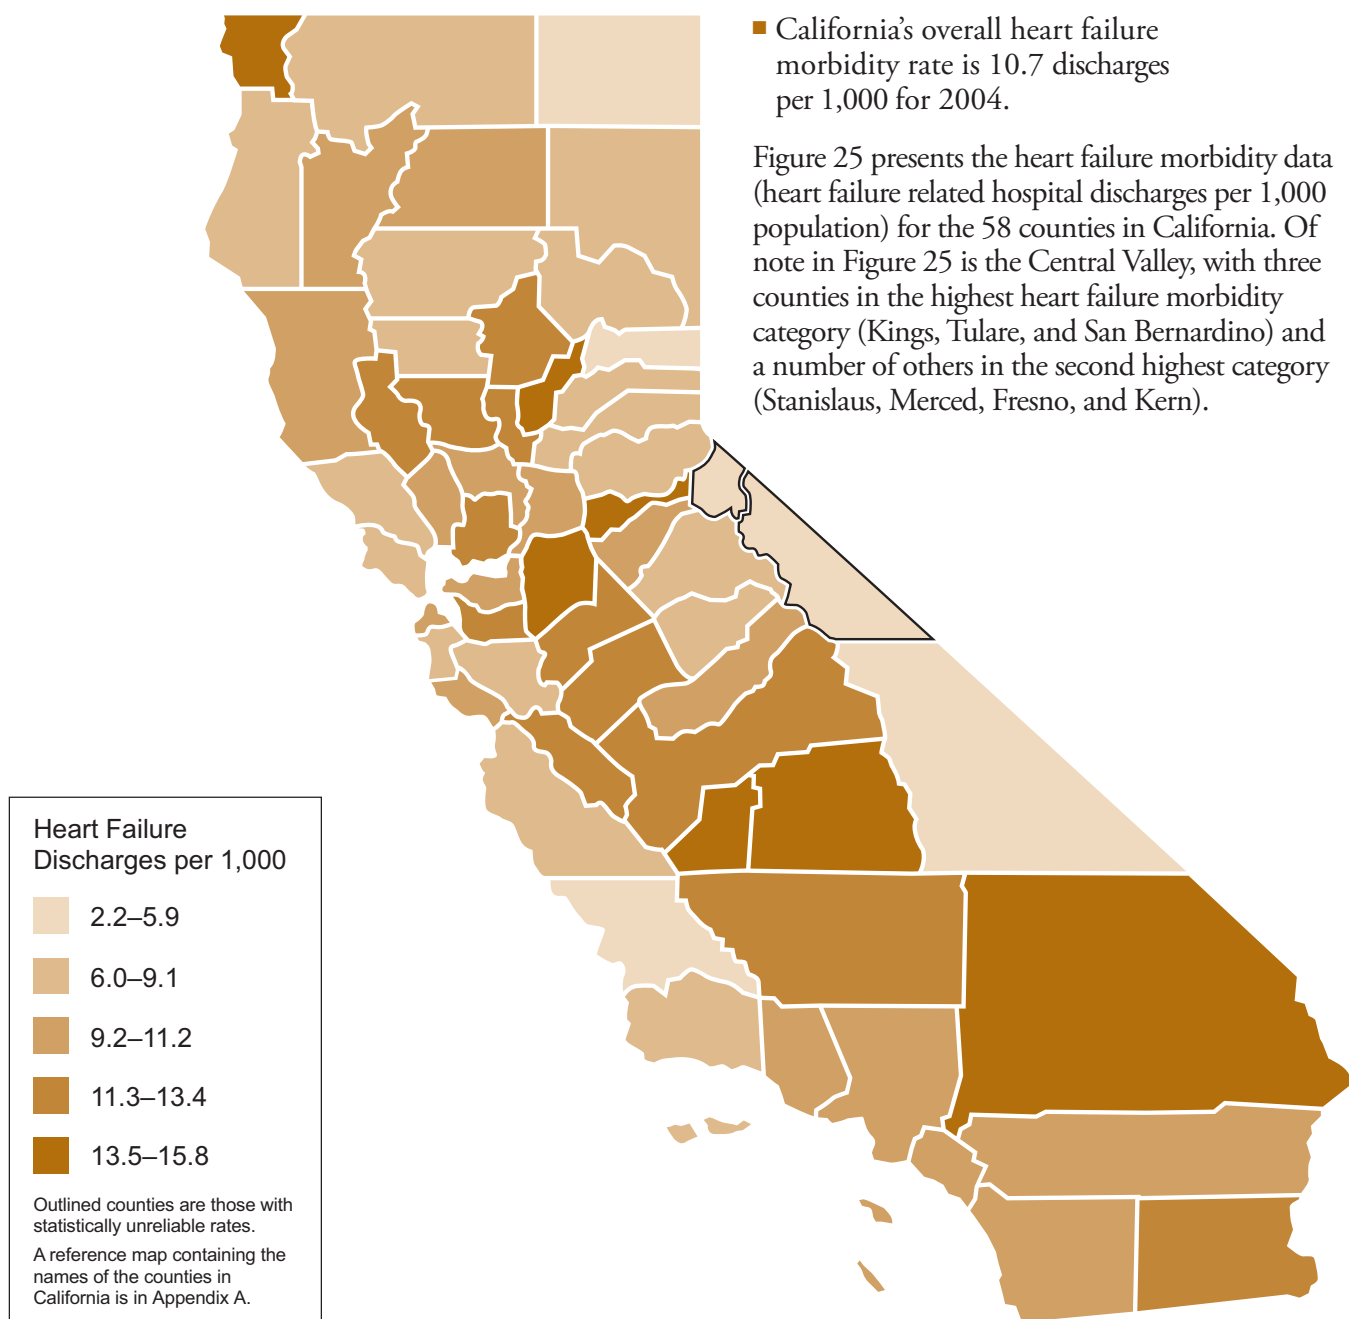 ■ California’s overall heart failure
morbidity rate is 10.7 discharges
per 1,000 for 2004.
Figure 25 presents the heart failure morbidity data
(heart failure related hospital discharges per 1,000
population) for the 58 counties in California. Of
note in Figure 25 is the Central Valley, with three
counties in the highest heart failure morbidity
category (Kings, Tulare, and San Bernardino) and
a number of others in the second highest category
(Stanislaus, Merced, Fresno, and Kern).
Heart Failure
Discharges per 1,000
2.2–5.9
6.0–9.1
9.2–11.2
11.3–13.4
13.5–15.8
Outlined counties are those with
statistically unreliable rates.
A reference map containing the
names of the counties in
California is in Appendix A.